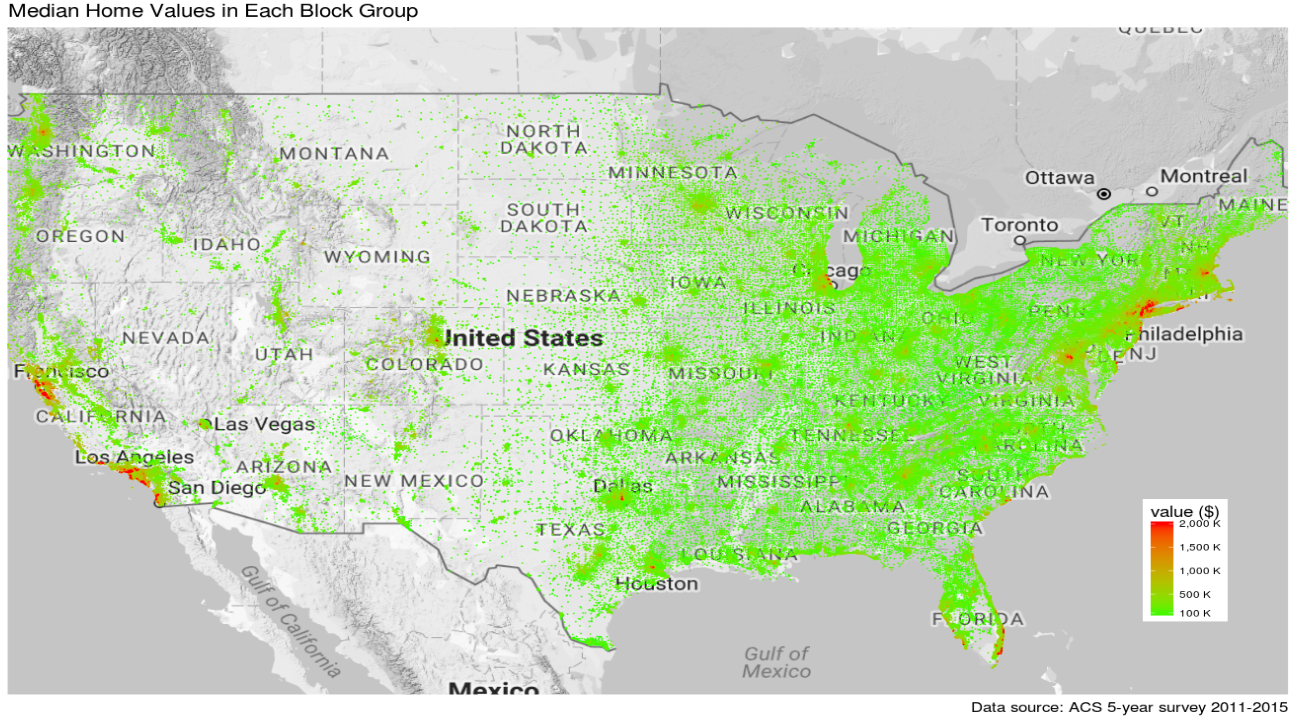 Median Home Values in Each Block Group
QUEBEC
WASHINGTON
MONTANA
NORTH
DAKOTA
MINNESOTA
Ottawa
Montreal
MAINE
OREGON
IDAHO
SOUTH
DAKOTA
WISCONSIN
MICHIGAN
Toronto
VT
NH
WYOMING
NEW YOR
Chicago
IOWA
NEBRASKA
ILLINOIS
OHIO
PENN
NEVADA
United States
INDIANA
Philadelphia
UTAH
COLORADO
KANSAS
MISSOURI
WEST
VIRGINIA
DE
NJ
Francisco
CALIFORNIA
Las Vegas
KENTUCKY
VIRGINIA
OKLAHOMA
TENNESSEE
NORTH
CAROLINA
Los Angeles
ARIZONA
ARKANSAS
San Diego
NEW MEXICO
Dallas
MISSISSIPPI
SOUTH
CAROLINA
ALABAMA
TEXAS
GEORGIA
LOUISIANA
Houston
Gulf of California
FLORIDA
Gulf of
Mexico
Mexico
value ($)
2,000 K
1,500 K
1,000 K
500 K
100 K
Data source: ACS 5-year survey 2011-2015